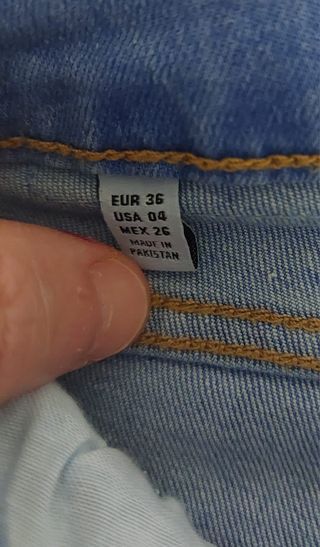 EUR 36
USA 04
MEX 26
MADE IN
PAKISTAN